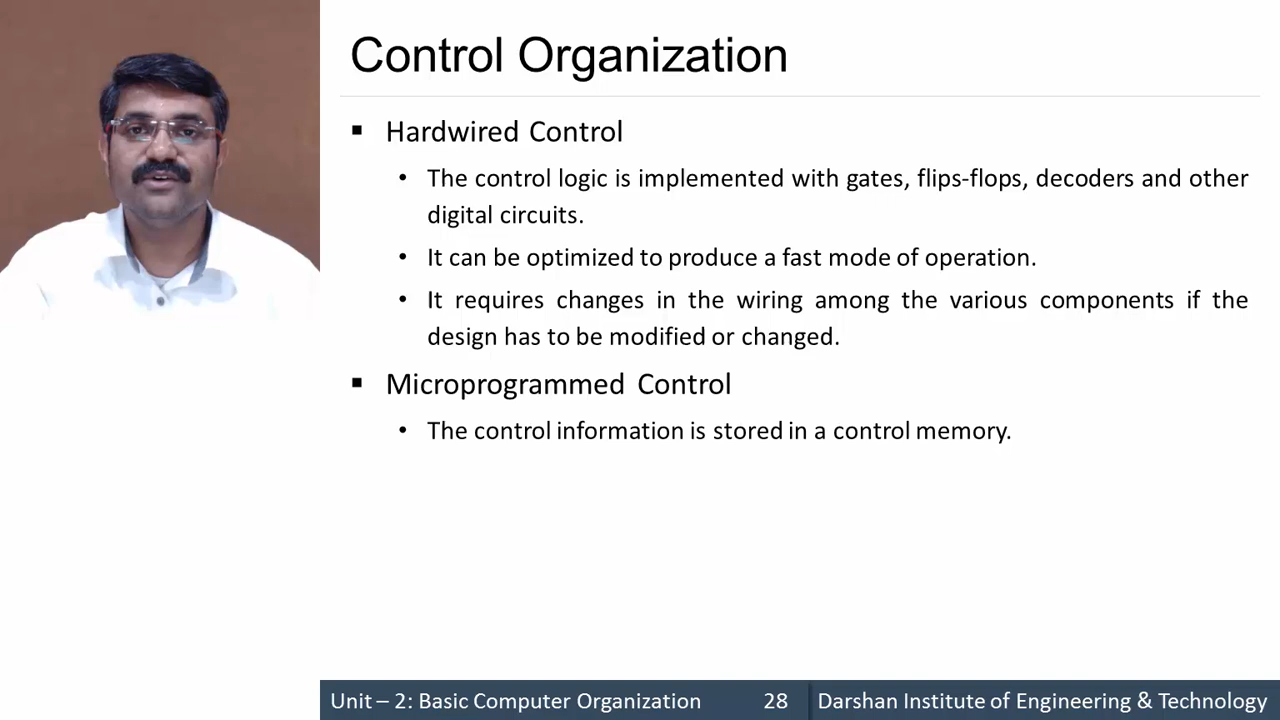 Control Organization
▪ Hardwired Control
• The control logic is implemented with gates, flips-flops, decoders and other
digital circuits.
• It can be optimized to produce a fast mode of operation.
• It requires changes in the wiring among the various components if the
design has to be modified or changed.
▪ Microprogrammed Control
• The control information is stored in a control memory.
Unit – 2: Basic Computer Organization 28 Darshan Institute of Engineering & Technology